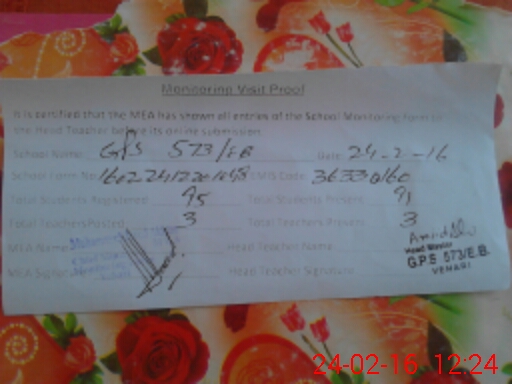 Monitoring Visit Proof
It is certified that the MEA has shown all entries of the School Monitoring Form to
the Head Teacher before its online submission.
School Name: GPS 573/EB Date: 24-2-16
School Form No: EMIS Code: 36330160
Total Students Registered: 95 Total Students Present: 91
Total Teachers Posted: 3 Total Teachers Present: 3
MEA Name: Head Teacher Name:
MEA Signature: Head Teacher Signature:
Head Master
G.P.S 573/E.B.
VEHARI
24-02-16 12:24